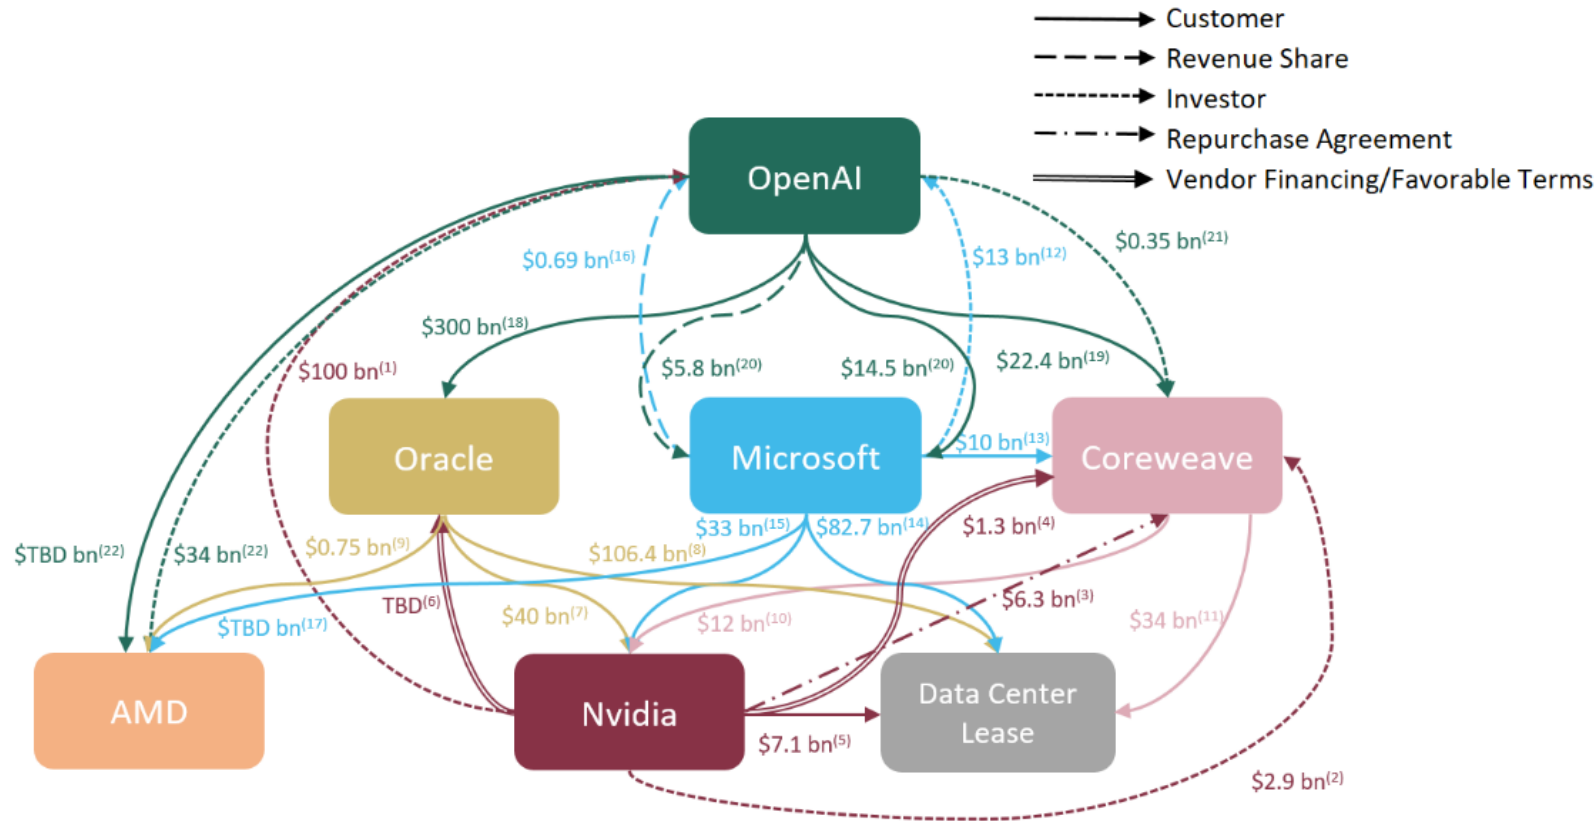 Customer
Revenue Share
Investor
Repurchase Agreement
Vendor Financing/Favorable Terms
OpenAI
$0.35 bn(21)
$0.69 bn(16)
$13 bn(12)
$300 bn(18)
$100 bn(1)
$5.8 bn(20)
$14.5 bn(20)
$22.4 bn(19)
Oracle
Microsoft
$10 bn(13)
Coreweave
$TBD bn(22)
$34 bn(22)
$0.75 bn(9)
$106.4 bn(8)
$33 bn(15)
$82.7 bn(14)
$1.3 bn(4)
TBD(6)
$TBD bn(17)
$40 bn(7)
$12 bn(10)
$6.3 bn(3)
$34 bn(11)
AMD
Nvidia
Data Center
Lease
$7.1 bn(5)
$2.9 bn(2)